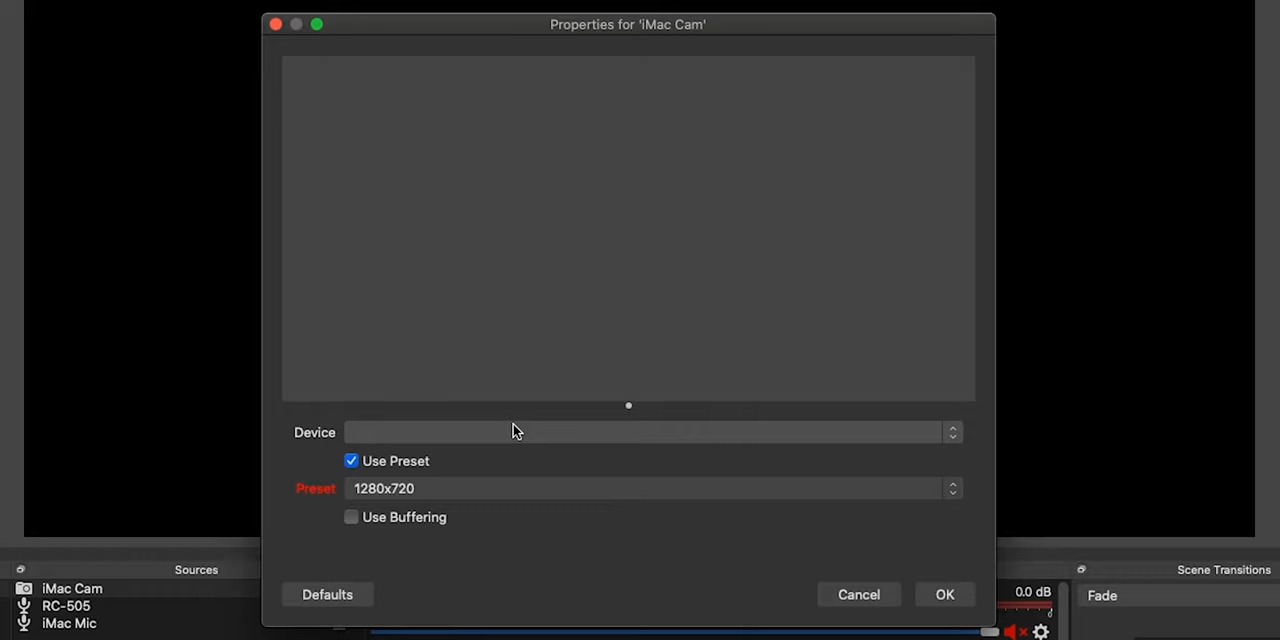 Properties for 'iMac Cam'
Device
Use Preset
Preset 1280x720
Use Buffering
Defaults Cancel OK
Sources
iMac Cam
RC-505
iMac Mic
0.0 dB
0
Scene Transitions
Fade